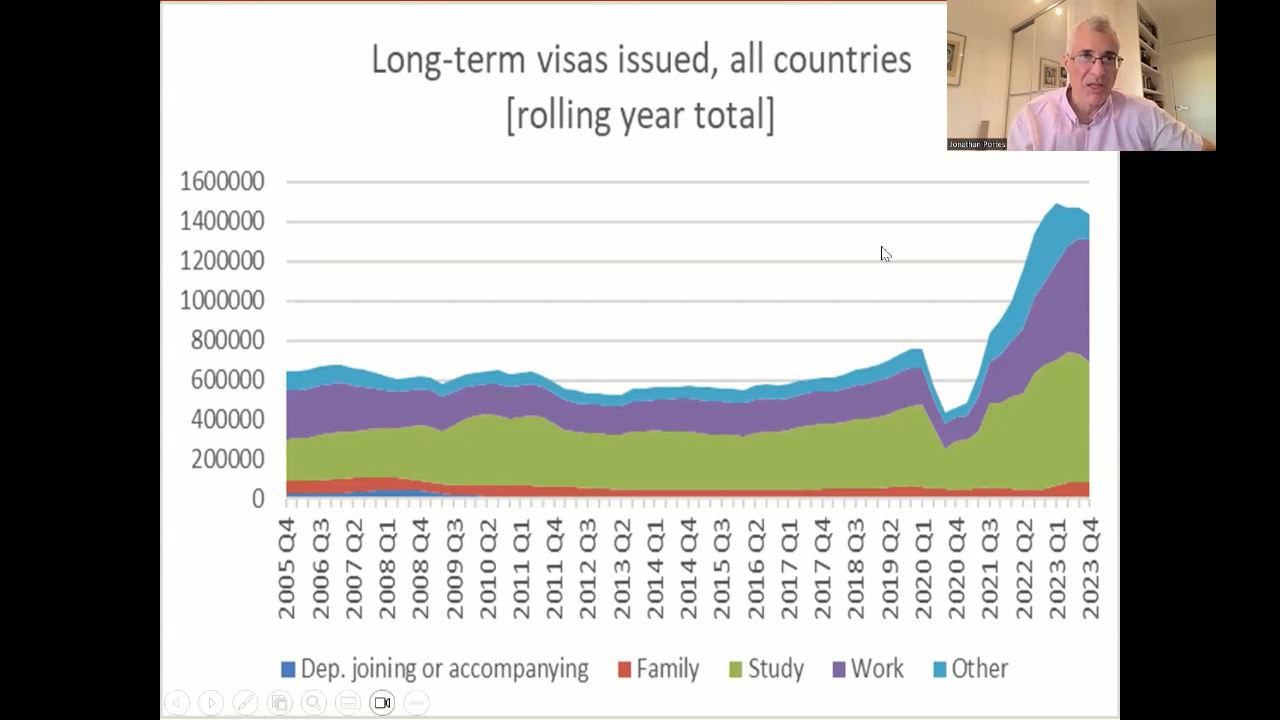 Long-term visas issued, all countries
[rolling year total]
Jonathan Portes
1600000
1400000
1200000
1000000
800000
600000
400000
200000
0
2005 Q4
2006 Q3
2007 Q2
2008 Q1
2008 Q4
2009 Q3
2010 Q2
2011 Q1
2011 Q4
2012 Q3
2013 Q2
2014 Q1
2014 Q4
2015 Q3
2016 Q2
2017 Q1
2017 Q4
2018 Q3
2019 Q2
2020 Q1
2020 Q4
2021 Q3
2022 Q2
2023 Q1
2023 Q4
Dep. joining or accompanying Family Study Work Other